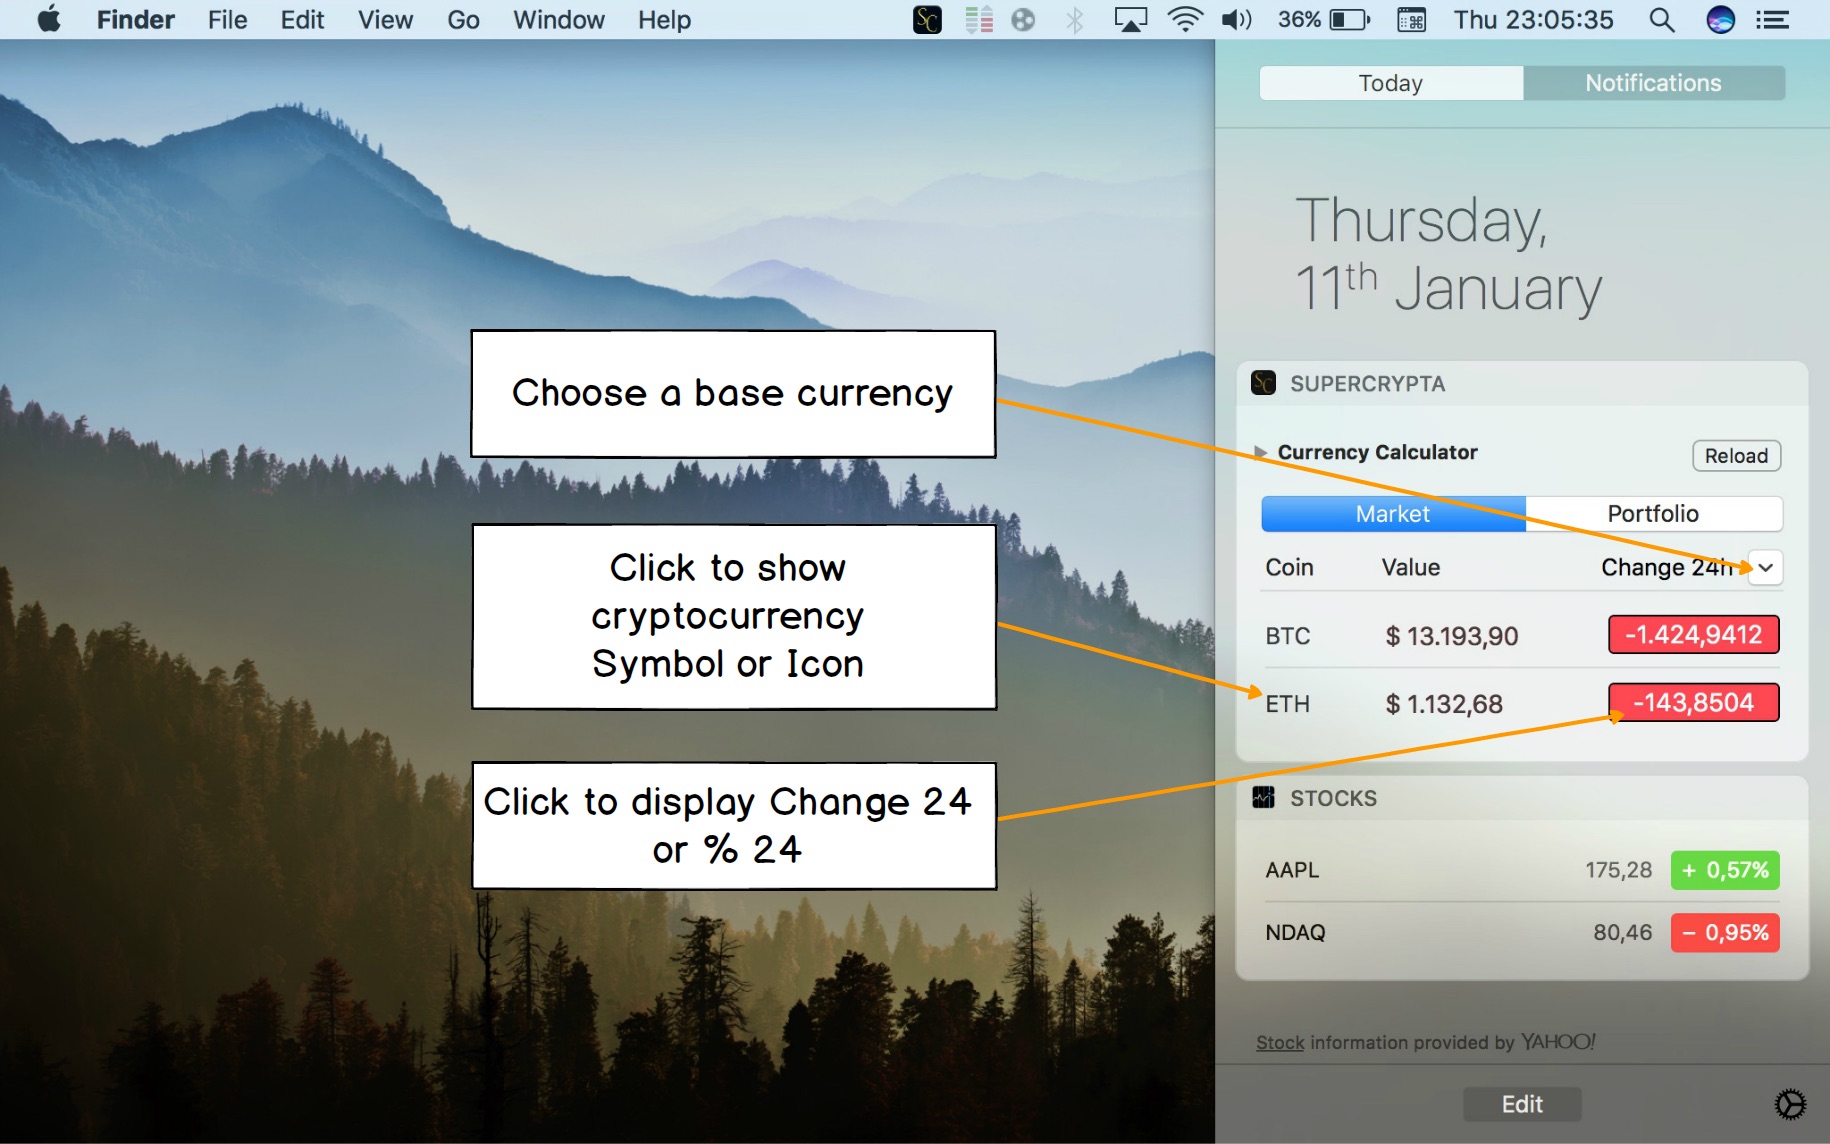 Finder File Edit View Go Window Help SC 36% Thu 23:05:35
Today Notifications
Thursday,
11th January
SC SUPERCRYPTA
Currency Calculator Reload
Market Portfolio
Coin Value Change 24h
BTC $ 13.193,90 -1.424,9412
ETH $ 1.132,68 -143,8504
STOCKS
AAPL 175,28 + 0,57%
NDAQ 80,46 − 0,95%
Stock information provided by YAHOO!
Edit
Choose a base currency
Click to show
cryptocurrency
Symbol or Icon
Click to display Change 24
or % 24